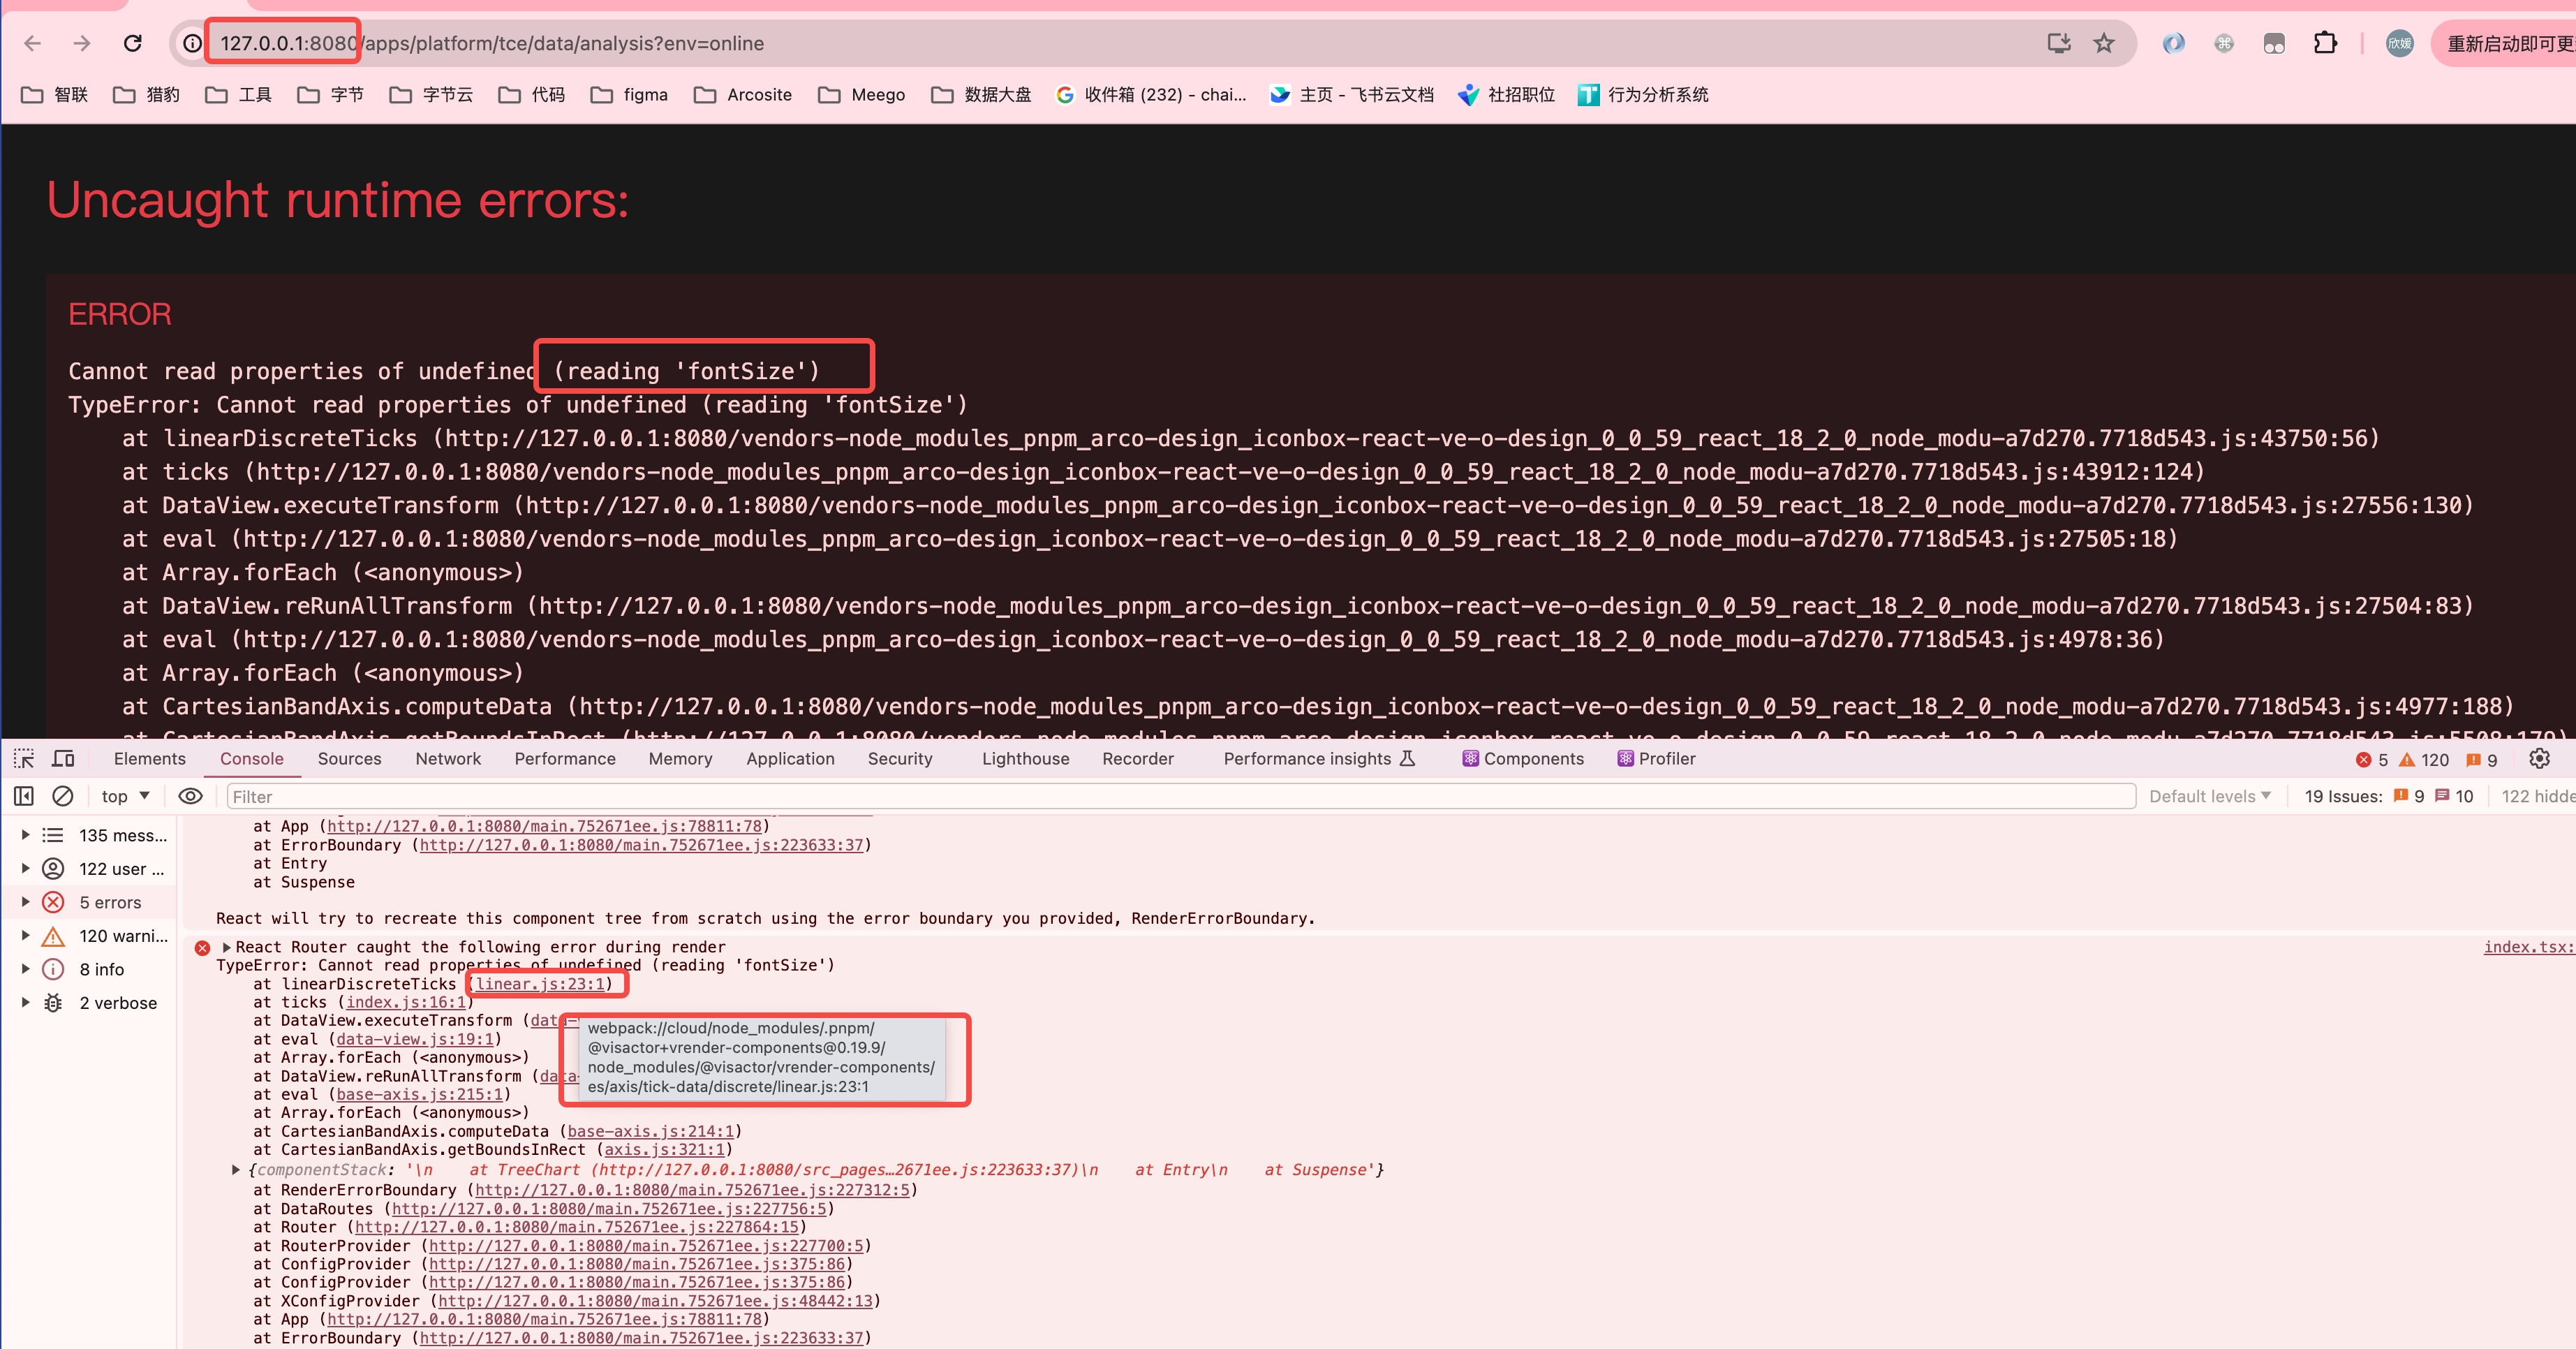 127.0.0.1:8080/apps/platform/tce/data/analysis?env=online
欣媛
重新启动即可更
智联
猎豹
工具
字节
字节云
代码
figma
Arcosite
Meego
数据大盘
收件箱 (232) - chai...
主页 - 飞书云文档
社招职位
行为分析系统
Uncaught runtime errors:
ERROR
Cannot read properties of undefined (reading 'fontSize')
TypeError: Cannot read properties of undefined (reading 'fontSize')
at linearDiscreteTicks (http://127.0.0.1:8080/vendors-node_modules_pnpm_arco-design_iconbox-react-ve-o-design_0_0_59_react_18_2_0_node_modu-a7d270.7718d543.js:43750:56)
at ticks (http://127.0.0.1:8080/vendors-node_modules_pnpm_arco-design_iconbox-react-ve-o-design_0_0_59_react_18_2_0_node_modu-a7d270.7718d543.js:43912:124)
at DataView.executeTransform (http://127.0.0.1:8080/vendors-node_modules_pnpm_arco-design_iconbox-react-ve-o-design_0_0_59_react_18_2_0_node_modu-a7d270.7718d543.js:27556:130)
at eval (http://127.0.0.1:8080/vendors-node_modules_pnpm_arco-design_iconbox-react-ve-o-design_0_0_59_react_18_2_0_node_modu-a7d270.7718d543.js:27505:18)
at Array.forEach (<anonymous>)
at DataView.reRunAllTransform (http://127.0.0.1:8080/vendors-node_modules_pnpm_arco-design_iconbox-react-ve-o-design_0_0_59_react_18_2_0_node_modu-a7d270.7718d543.js:27504:83)
at eval (http://127.0.0.1:8080/vendors-node_modules_pnpm_arco-design_iconbox-react-ve-o-design_0_0_59_react_18_2_0_node_modu-a7d270.7718d543.js:4978:36)
at Array.forEach (<anonymous>)
at CartesianBandAxis.computeData (http://127.0.0.1:8080/vendors-node_modules_pnpm_arco-design_iconbox-react-ve-o-design_0_0_59_react_18_2_0_node_modu-a7d270.7718d543.js:4977:188)
at CartesianBandAxis.getBoundsInRect (http://127.0.0.1:8080/vendors-node_modules_pnpm_arco-design_iconbox-react-ve-o-design_0_0_59_react_18_2_0_node_modu-a7d270.7718d543.js:5508:179)
Elements Console Sources Network Performance Memory Application Security Lighthouse Recorder Performance insights Components Profiler 5 120 9
top Filter Default levels 19 Issues: 9 10 122 hidde
135 mess...
122 user ...
5 errors
120 warni...
8 info
2 verbose
at App (http://127.0.0.1:8080/main.752671ee.js:78811:78)
at ErrorBoundary (http://127.0.0.1:8080/main.752671ee.js:223633:37)
at Entry
at Suspense
React will try to recreate this component tree from scratch using the error boundary you provided, RenderErrorBoundary.
React Router caught the following error during render index.tsx:
TypeError: Cannot read properties of undefined (reading 'fontSize')
at linearDiscreteTicks (linear.js:23:1)
at ticks (index.js:16:1)
at DataView.executeTransform (data-
at eval (data-view.js:19:1)
at Array.forEach (<anonymous>)
at DataView.reRunAllTransform (data-
at eval (base-axis.js:215:1)
at Array.forEach (<anonymous>)
at CartesianBandAxis.computeData (base-axis.js:214:1)
at CartesianBandAxis.getBoundsInRect (axis.js:321:1)
webpack://cloud/node_modules/.pnpm/
@visactor+vrender-components@0.19.9/
node_modules/@visactor/vrender-components/
es/axis/tick-data/discrete/linear.js:23:1
{componentStack: '\n    at TreeChart (http://127.0.0.1:8080/src_pages…2671ee.js:223633:37)\n    at Entry\n    at Suspense'}
at RenderErrorBoundary (http://127.0.0.1:8080/main.752671ee.js:227312:5)
at DataRoutes (http://127.0.0.1:8080/main.752671ee.js:227756:5)
at Router (http://127.0.0.1:8080/main.752671ee.js:227864:15)
at RouterProvider (http://127.0.0.1:8080/main.752671ee.js:227700:5)
at ConfigProvider (http://127.0.0.1:8080/main.752671ee.js:375:86)
at ConfigProvider (http://127.0.0.1:8080/main.752671ee.js:375:86)
at XConfigProvider (http://127.0.0.1:8080/main.752671ee.js:48442:13)
at App (http://127.0.0.1:8080/main.752671ee.js:78811:78)
at ErrorBoundary (http://127.0.0.1:8080/main.752671ee.js:223633:37)